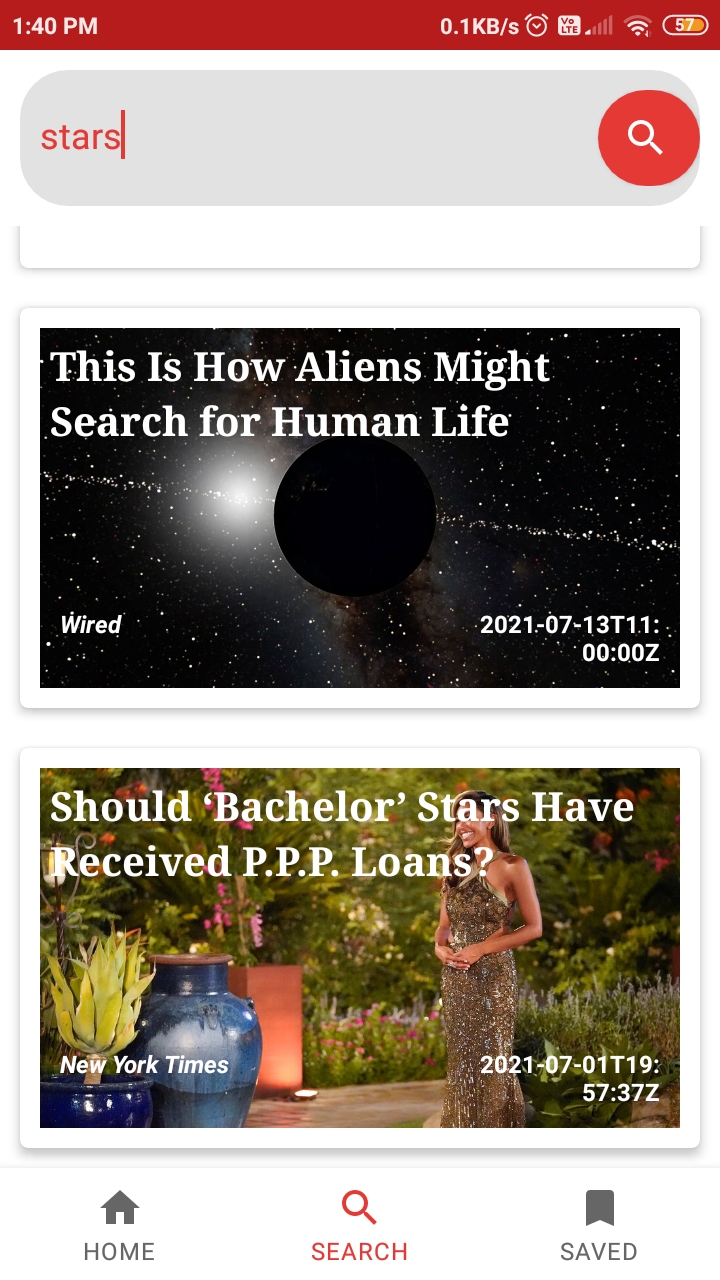 1:40 PM
0.1KB/s
Vo
LTE
57
stars
This Is How Aliens Might
Search for Human Life
Wired
2021-07-13T11:
00:00Z
Should ‘Bachelor’ Stars Have
Received P.P.P. Loans?
New York Times
2021-07-01T19:
57:37Z
HOME
SEARCH
SAVED